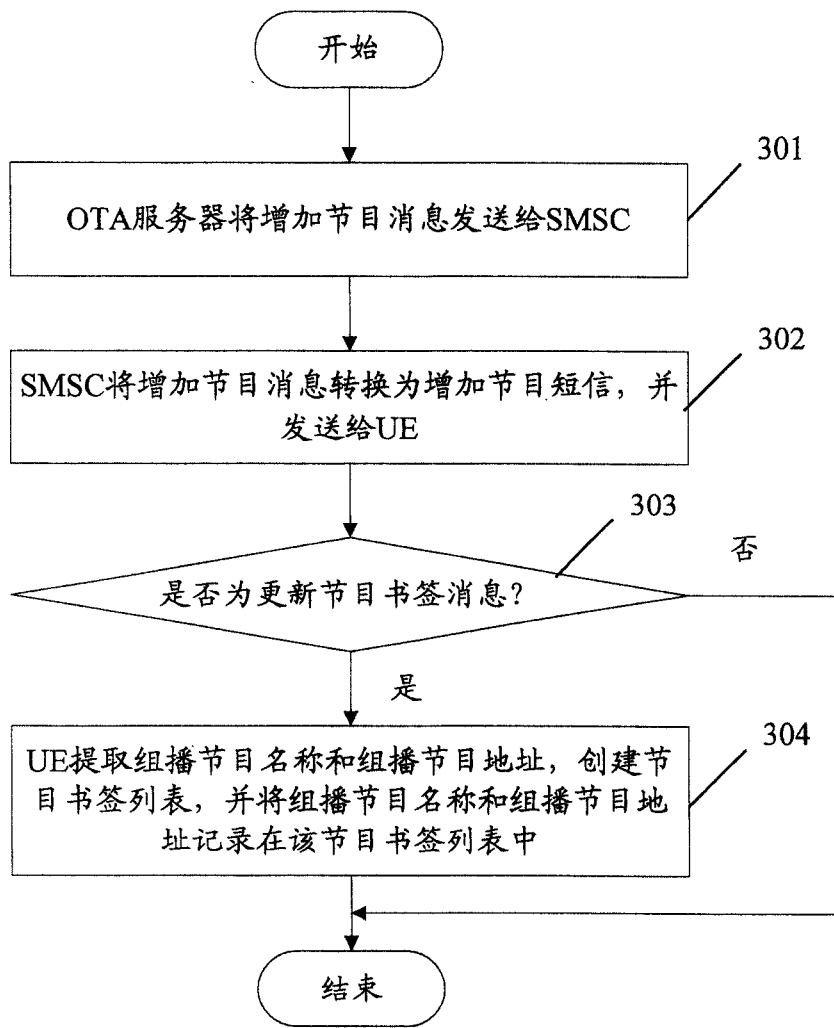 开始
301
OTA服务器将增加节目消息发送给SMSC
302
SMSC将增加节目消息转换为增加节目短信，并
发送给UE
303
否
是否为更新节目书签消息？
是
304
UE提取组播节目名称和组播节目地址，创建节
目书签列表，并将组播节目名称和组播节目地
址记录在该节目书签列表中
结束